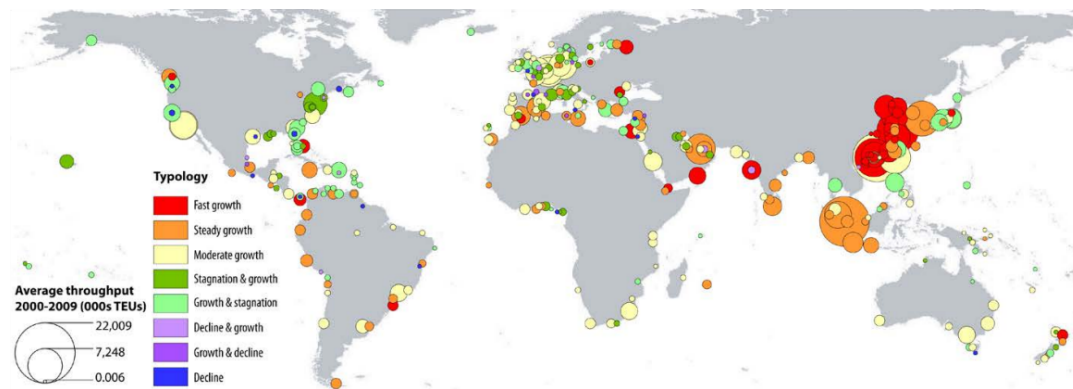 Typology
Fast growth
Steady growth
Moderate growth
Stagnation & growth
Growth & stagnation
Decline & growth
Growth & decline
Decline
Average throughput
2000-2009 (000s TEUs)
22,009
7,248
0.006